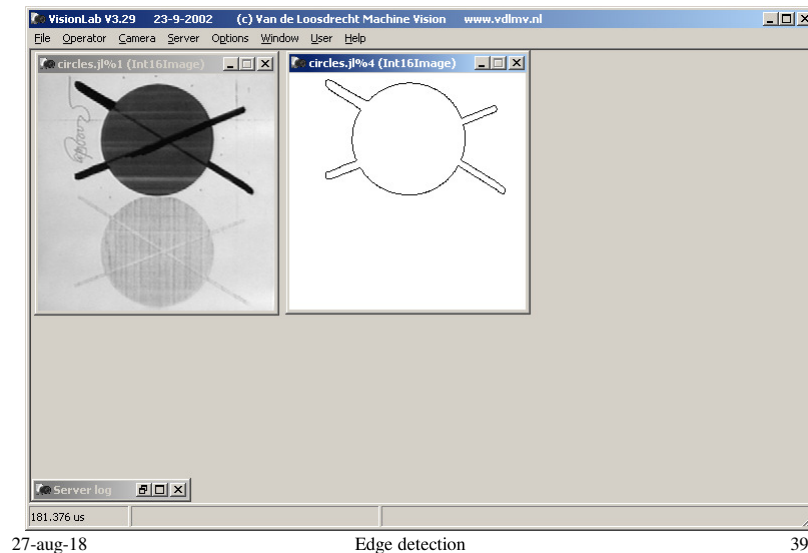 VisionLab V3.29 23-9-2002 (c) Van de Loosdrecht Machine Vision www.vdlmv.nl
File Operator Camera Server Options Window User Help
circles.jl%1 (Int16Image)
circles.jl%4 (Int16Image)
Server log
181.376 us
27-aug-18 Edge detection 39